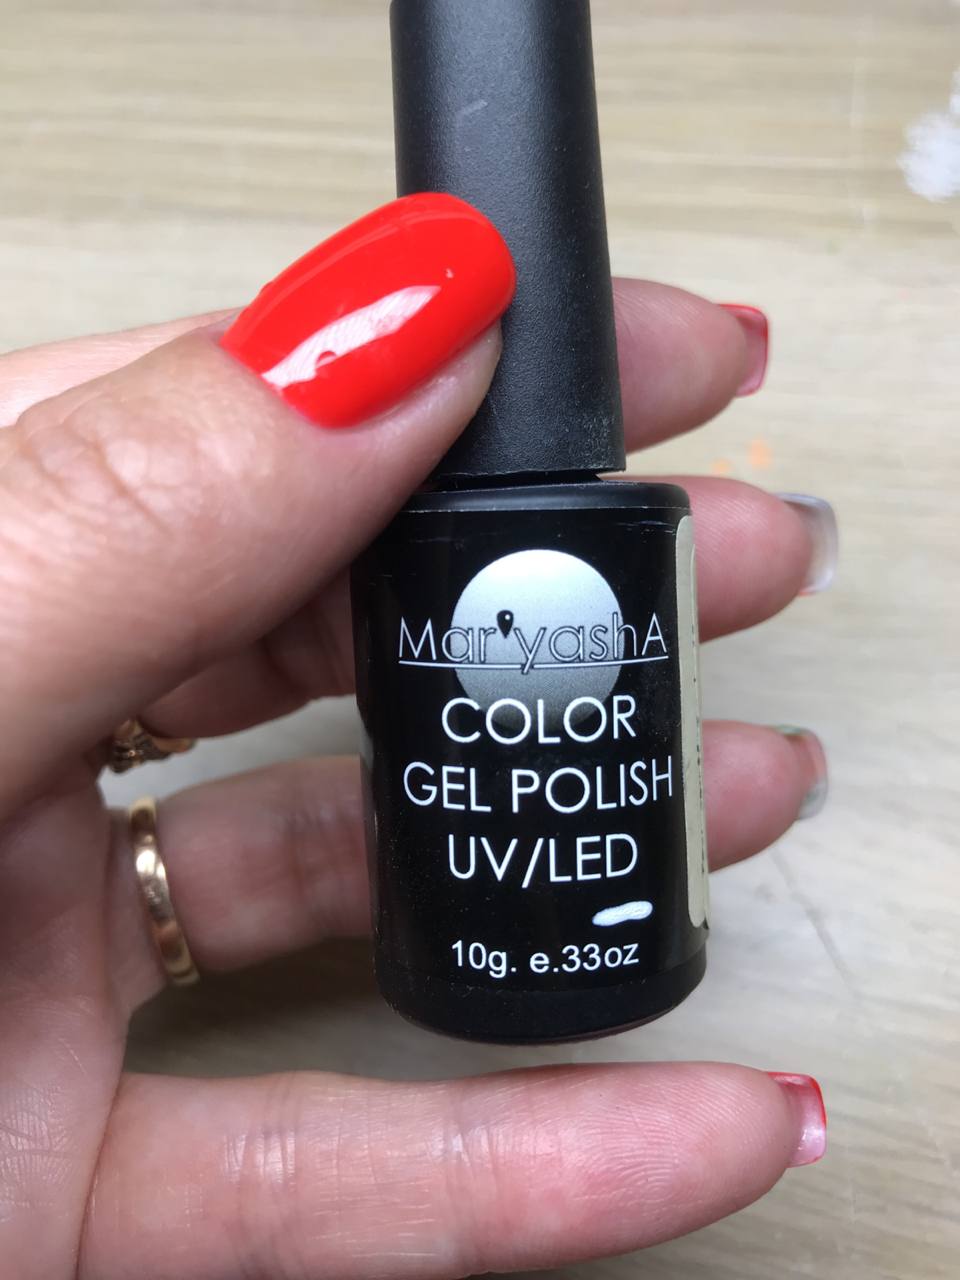 Mar'yashA
COLOR
GEL POLISH
UV/LED
10g. e.33oz